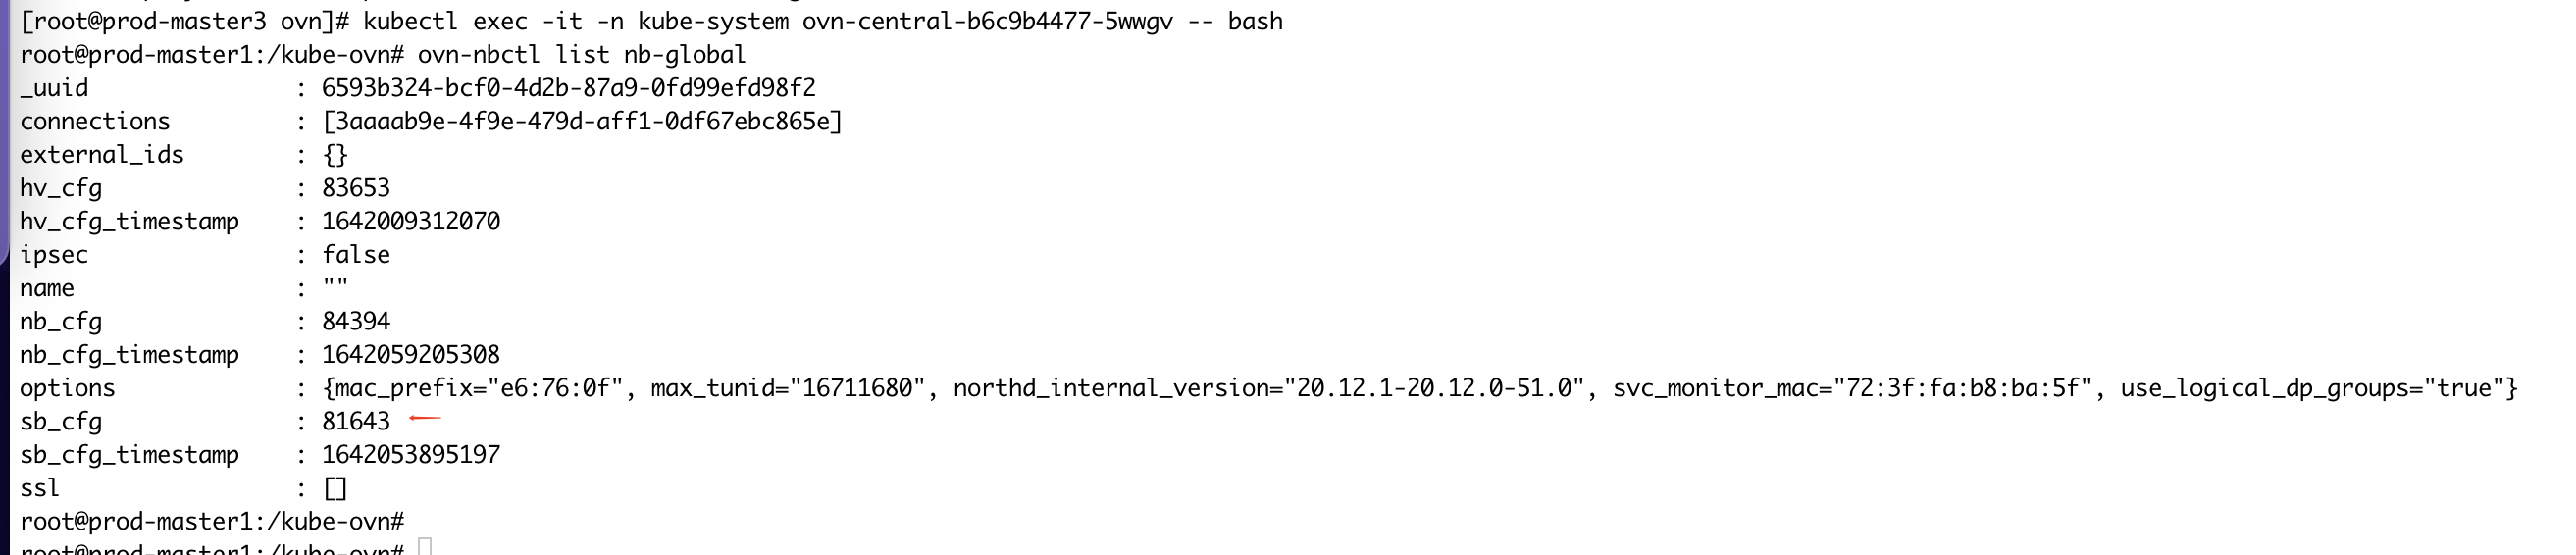 [root@prod-master3 ovn]# kubectl exec -it -n kube-system ovn-central-b6c9b4477-5wwgv -- bash
root@prod-master1:/kube-ovn# ovn-nbctl list nb-global
_uuid               : 6593b324-bcf0-4d2b-87a9-0fd99efd98f2
connections         : [3aaaab9e-4f9e-479d-aff1-0df67ebc865e]
external_ids        : {}
hv_cfg              : 83653
hv_cfg_timestamp    : 1642009312070
ipsec               : false
name                : ""
nb_cfg              : 84394
nb_cfg_timestamp    : 1642059205308
options             : {mac_prefix="e6:76:0f", max_tunid="16711680", northd_internal_version="20.12.1-20.12.0-51.0", svc_monitor_mac="72:3f:fa:b8:ba:5f", use_logical_dp_groups="true"}
sb_cfg              : 81643
sb_cfg_timestamp    : 1642053895197
ssl                 : []
root@prod-master1:/kube-ovn#
root@prod-master1:/kube-ovn#